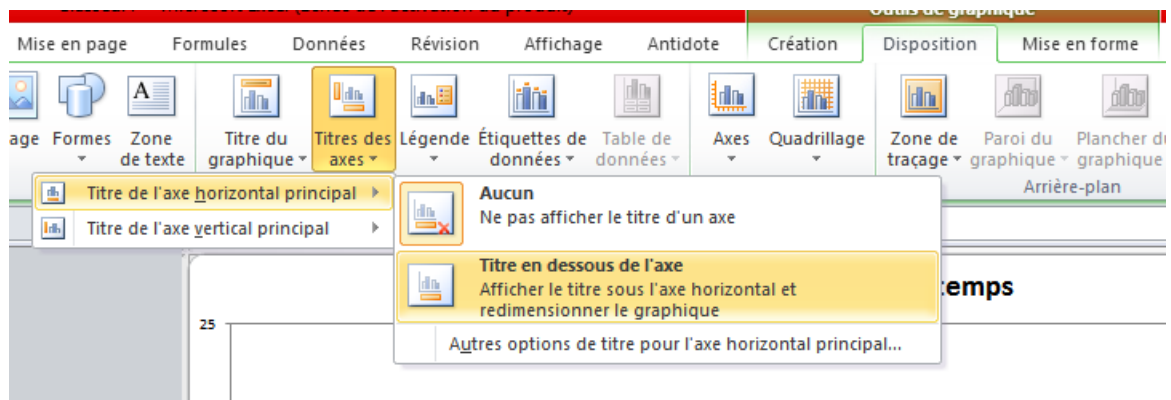 Outils de graphique
Mise en page Formules Données Révision Affichage Antidote Création Disposition Mise en forme
age Formes Zone de texte Titre du graphique Titres des axes Légende Étiquettes de données Table de données Axes Quadrillage Zone de traçage Paroi du graphique Plancher d graphique
Arrière-plan
Titre de l'axe horizontal principal
Titre de l'axe vertical principal
Aucun
Ne pas afficher le titre d'un axe
Titre en dessous de l'axe
Afficher le titre sous l'axe horizontal et
redimensionner le graphique
Autres options de titre pour l'axe horizontal principal...
temps
25